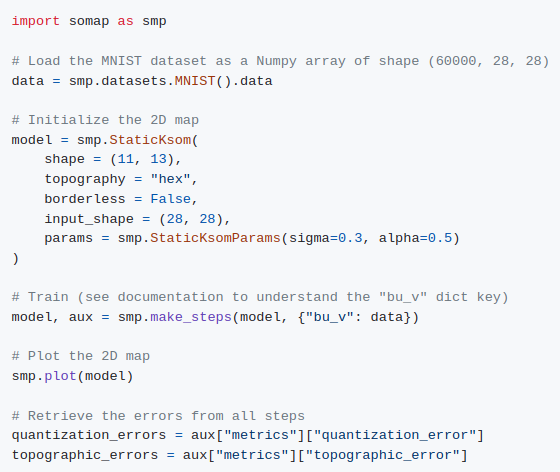 import somap as smp

# Load the MNIST dataset as a Numpy array of shape (60000, 28, 28)
data = smp.datasets.MNIST().data

# Initialize the 2D map
model = smp.StaticKsom(
    shape = (11, 13),
    topography = "hex",
    borderless = False,
    input_shape = (28, 28),
    params = smp.StaticKsomParams(sigma=0.3, alpha=0.5)
)

# Train (see documentation to understand the "bu_v" dict key)
model, aux = smp.make_steps(model, {"bu_v": data})

# Plot the 2D map
smp.plot(model)

# Retrieve the errors from all steps
quantization_errors = aux["metrics"]["quantization_error"]
topographic_errors = aux["metrics"]["topographic_error"]